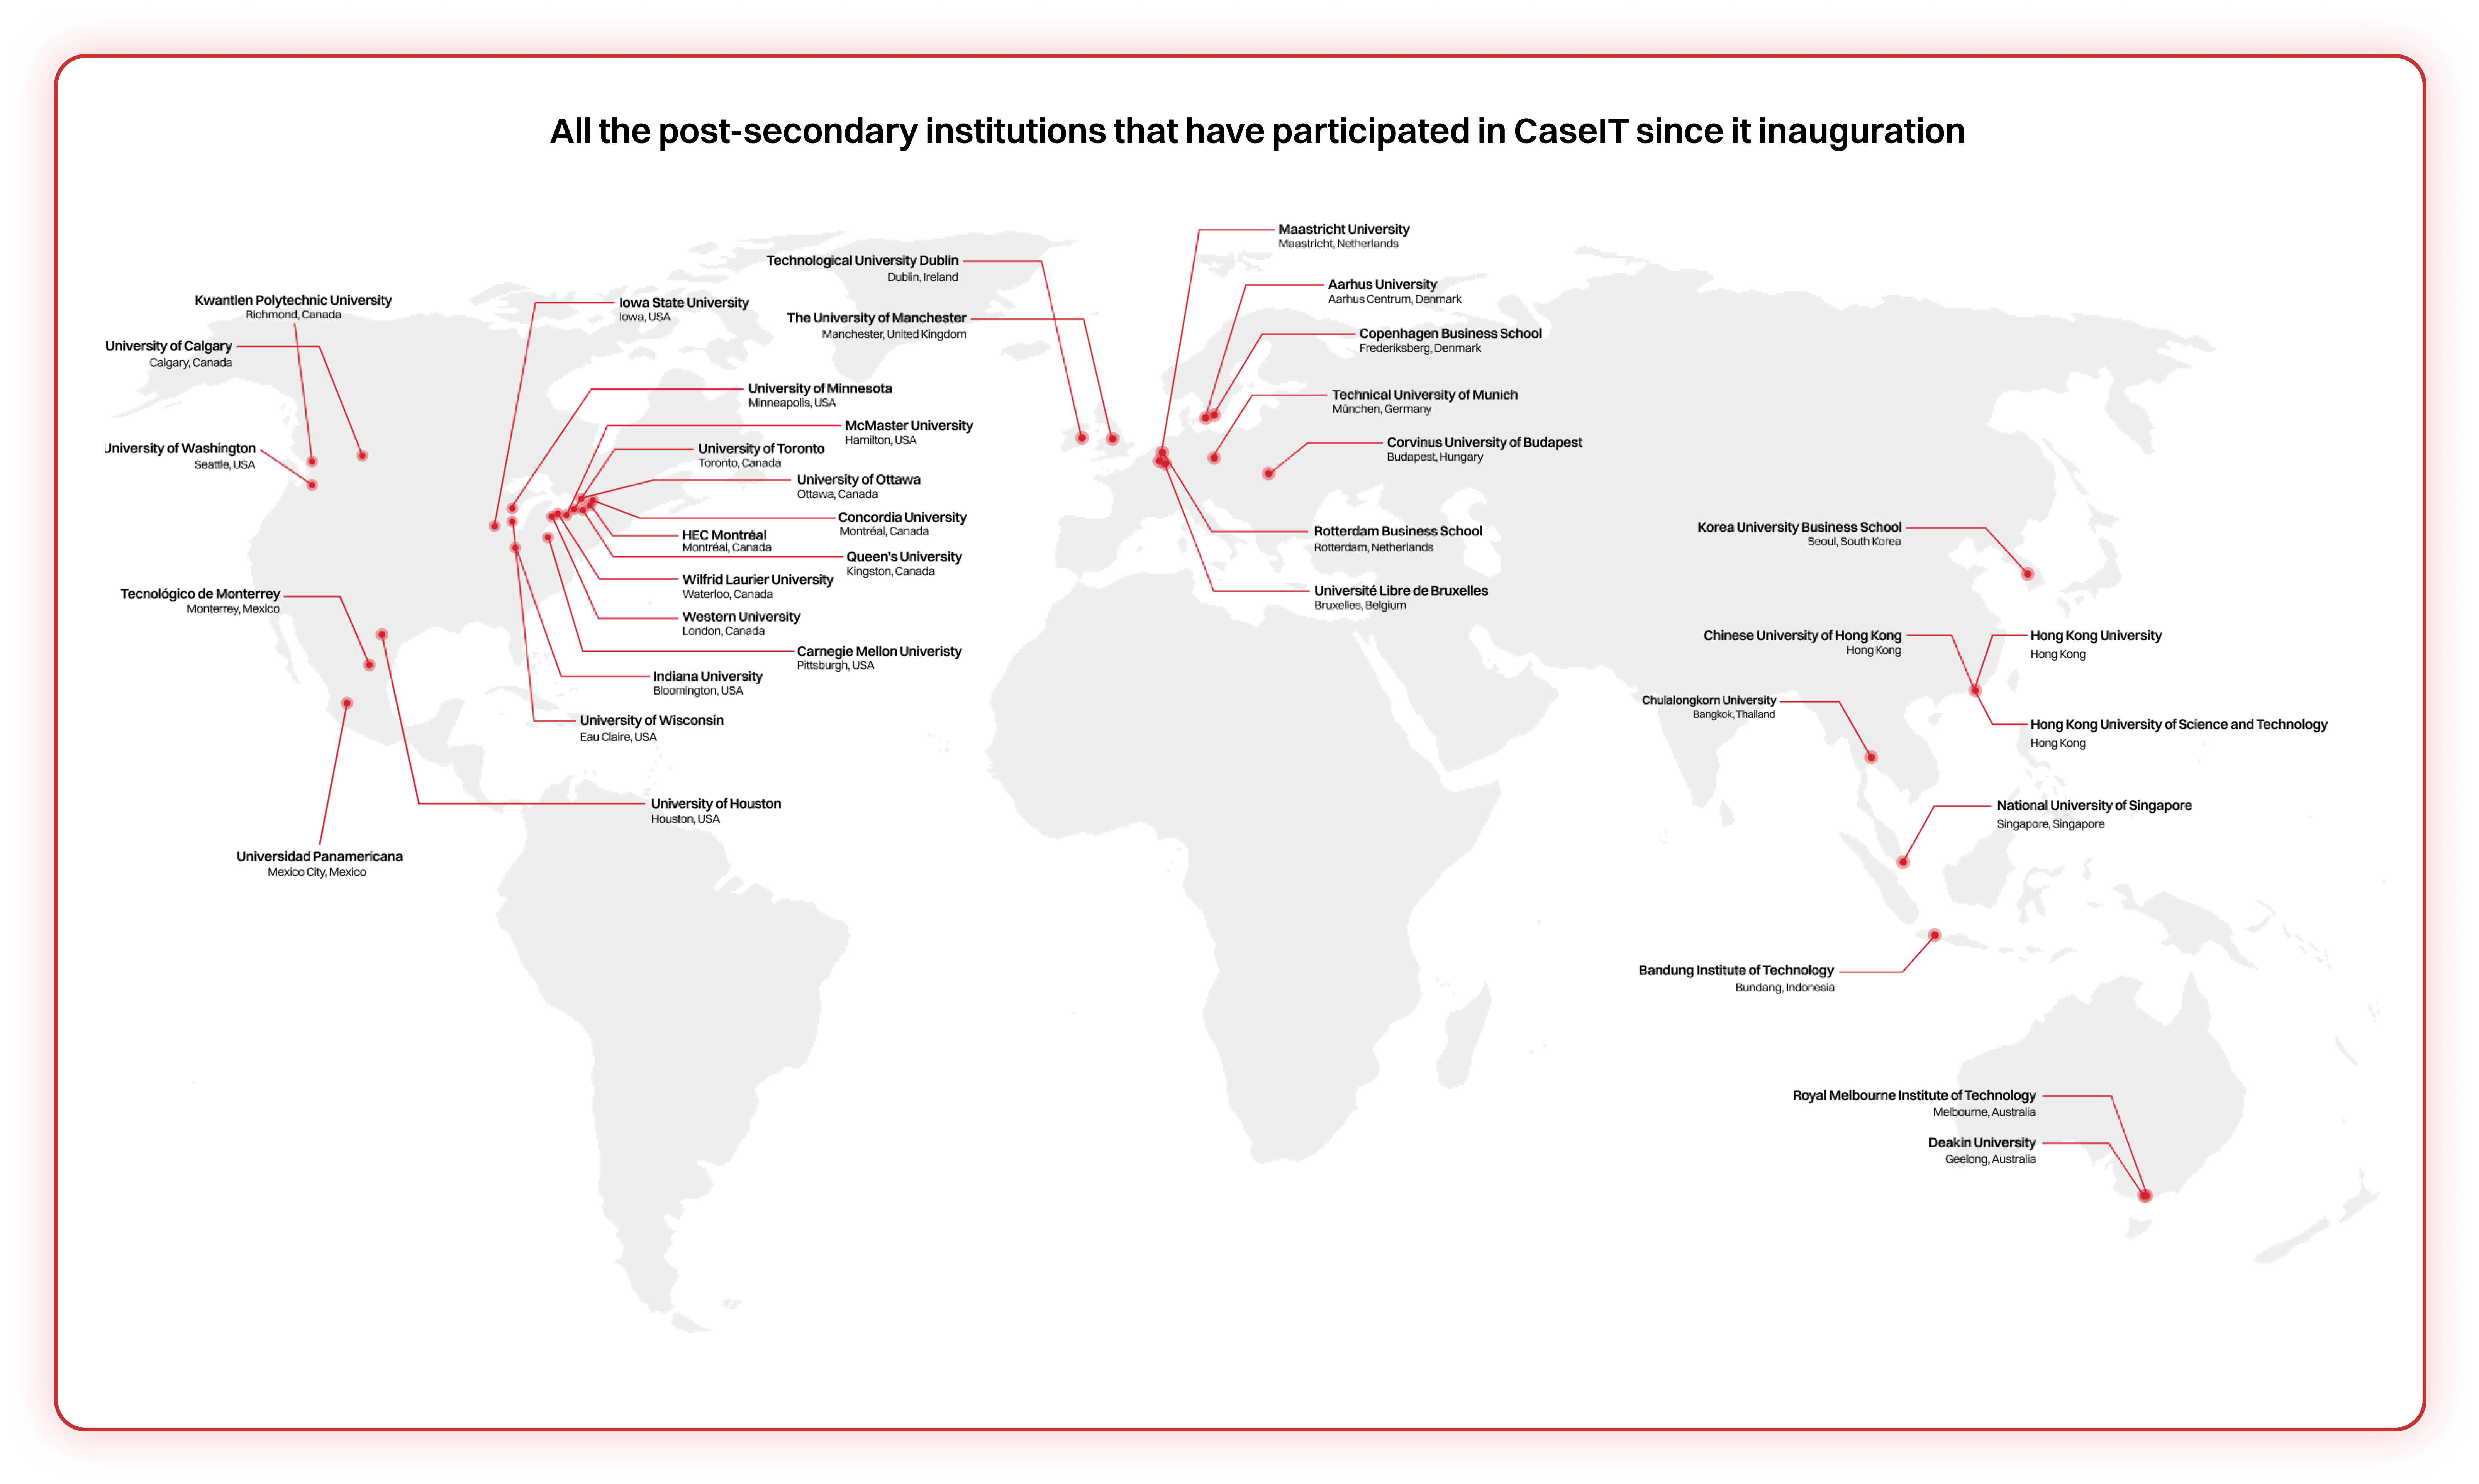 All the post-secondary institutions that have participated in CaseIT since it inauguration
Kwantlen Polytechnic University
Richmond, Canada
University of Calgary
Calgary, Canada
University of Washington
Seattle, USA
Tecnológico de Monterrey
Monterrey, Mexico
Universidad Panamericana
Mexico City, Mexico
Iowa State University
Iowa, USA
University of Minnesota
Minneapolis, USA
McMaster University
Hamilton, USA
University of Toronto
Toronto, Canada
University of Ottawa
Ottawa, Canada
Concordia University
Montréal, Canada
HEC Montréal
Montréal, Canada
Queen's University
Kingston, Canada
Wilfrid Laurier University
Waterloo, Canada
Western University
London, Canada
Carnegie Mellon Univeristy
Pittsburgh, USA
Indiana University
Bloomington, USA
University of Wisconsin
Eau Claire, USA
University of Houston
Houston, USA
Technological University Dublin
Dublin, Ireland
The University of Manchester
Manchester, United Kingdom
Maastricht University
Maastricht, Netherlands
Aarhus University
Aarhus Centrum, Denmark
Copenhagen Business School
Frederiksberg, Denmark
Technical University of Munich
München, Germany
Corvinus University of Budapest
Budapest, Hungary
Rotterdam Business School
Rotterdam, Netherlands
Université Libre de Bruxelles
Bruxelles, Belgium
Korea University Business School
Seoul, South Korea
Chinese University of Hong Kong
Hong Kong
Hong Kong University
Hong Kong
Chulalongkorn University
Bangkok, Thailand
Hong Kong University of Science and Technology
Hong Kong
National University of Singapore
Singapore, Singapore
Bandung Institute of Technology
Bundang, Indonesia
Royal Melbourne Institute of Technology
Melbourne, Australia
Deakin University
Geelong, Australia